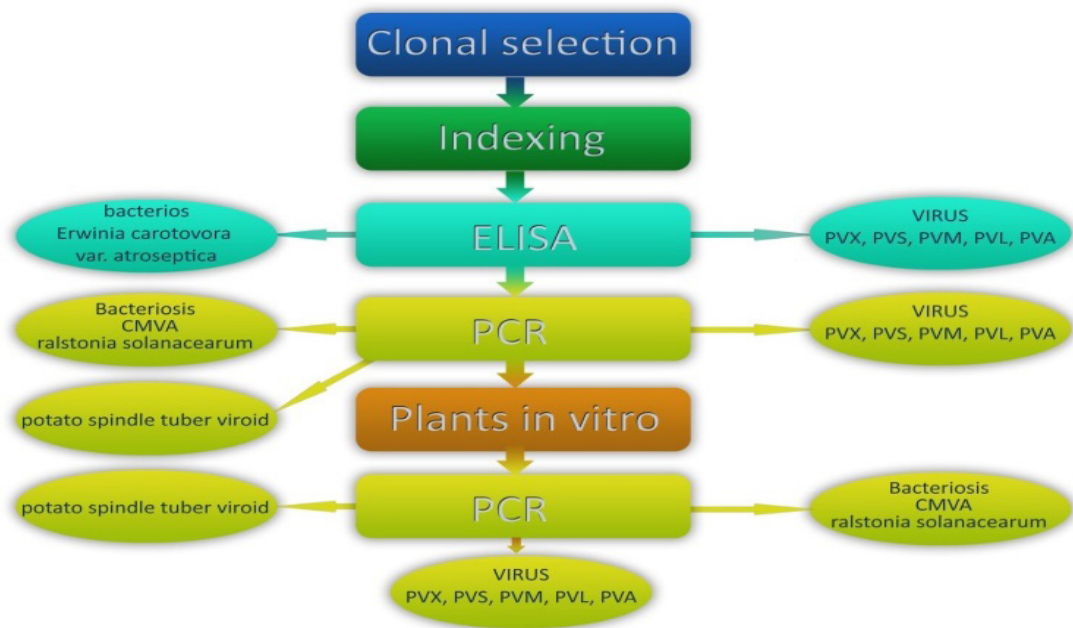 Clonal selection
Indexing
bacterios
Erwinia carotovora
var. atroseptica
ELISA
VIRUS
PVX, PVS, PVM, PVL, PVA
Bacteriosis
CMVA
ralstonia solanacearum
PCR
VIRUS
PVX, PVS, PVM, PVL, PVA
potato spindle tuber viroid
Plants in vitro
potato spindle tuber viroid
PCR
Bacteriosis
CMVA
ralstonia solanacearum
VIRUS
PVX, PVS, PVM, PVL, PVA